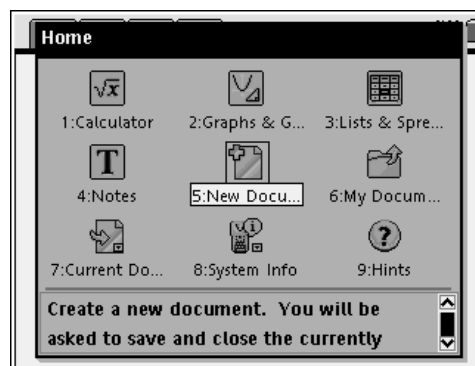 Home
1:Calculator 2:Graphs & G... 3:Lists & Spre...
4:Notes 5:New Docu... 6:My Docum...
7:Current Do... 8:System Info 9:Hints
Create a new document. You will be
asked to save and close the currently